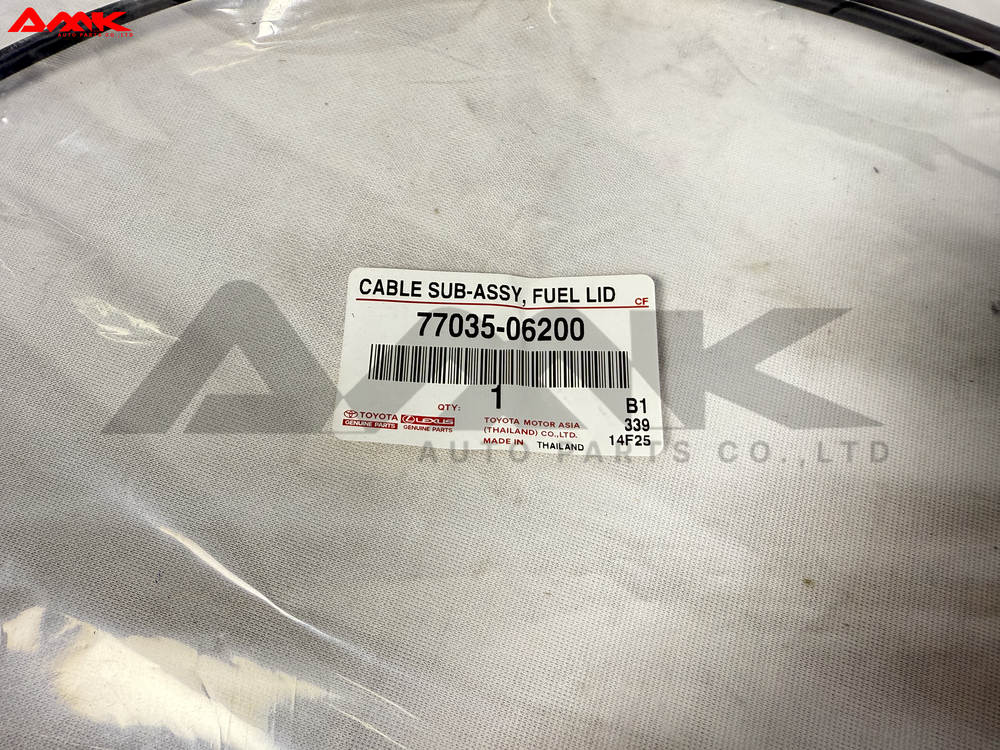 AMK
AUTO PARTS CO.,LTD
CABLE SUB-ASSY, FUEL LID
CF
77035-06200
QTY: 1
B1
339
14F25
TOYOTA
GENUINE PARTS
LEXUS
GENUINE PARTS
TOYOTA MOTOR ASIA
(THAILAND) CO.,LTD.
MADE IN THAILAND
AMK
AUTO PARTS CO.,LTD